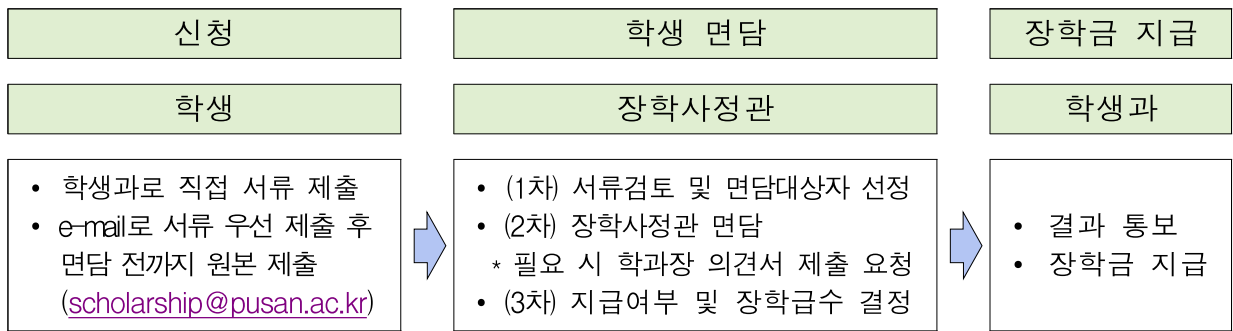 신청
학생 면담
장학금 지급
학생
장학사정관
학생과
• 학생과로 직접 서류 제출
• e-mail로 서류 우선 제출 후
면담 전까지 원본 제출
(scholarship@pusan.ac.kr)
• (1차) 서류검토 및 면담대상자 선정
• (2차) 장학사정관 면담
* 필요 시 학과장 의견서 제출 요청
• (3차) 지급여부 및 장학급수 결정
• 결과 통보
• 장학금 지급